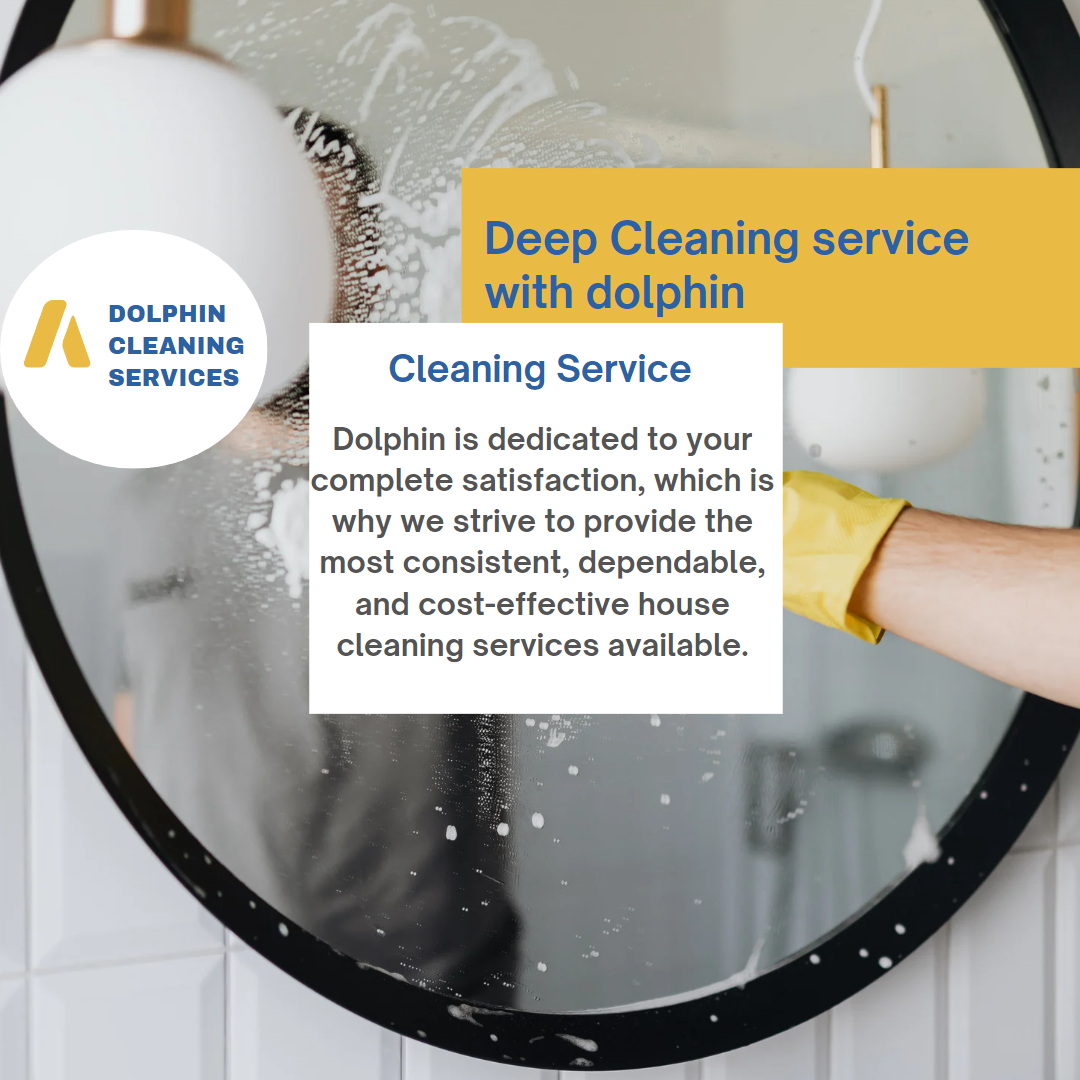 Deep Cleaning service
with dolphin
DOLPHIN
CLEANING
SERVICES
Cleaning Service
Dolphin is dedicated to your
complete satisfaction, which is
why we strive to provide the
most consistent, dependable,
and cost-effective house
cleaning services available.